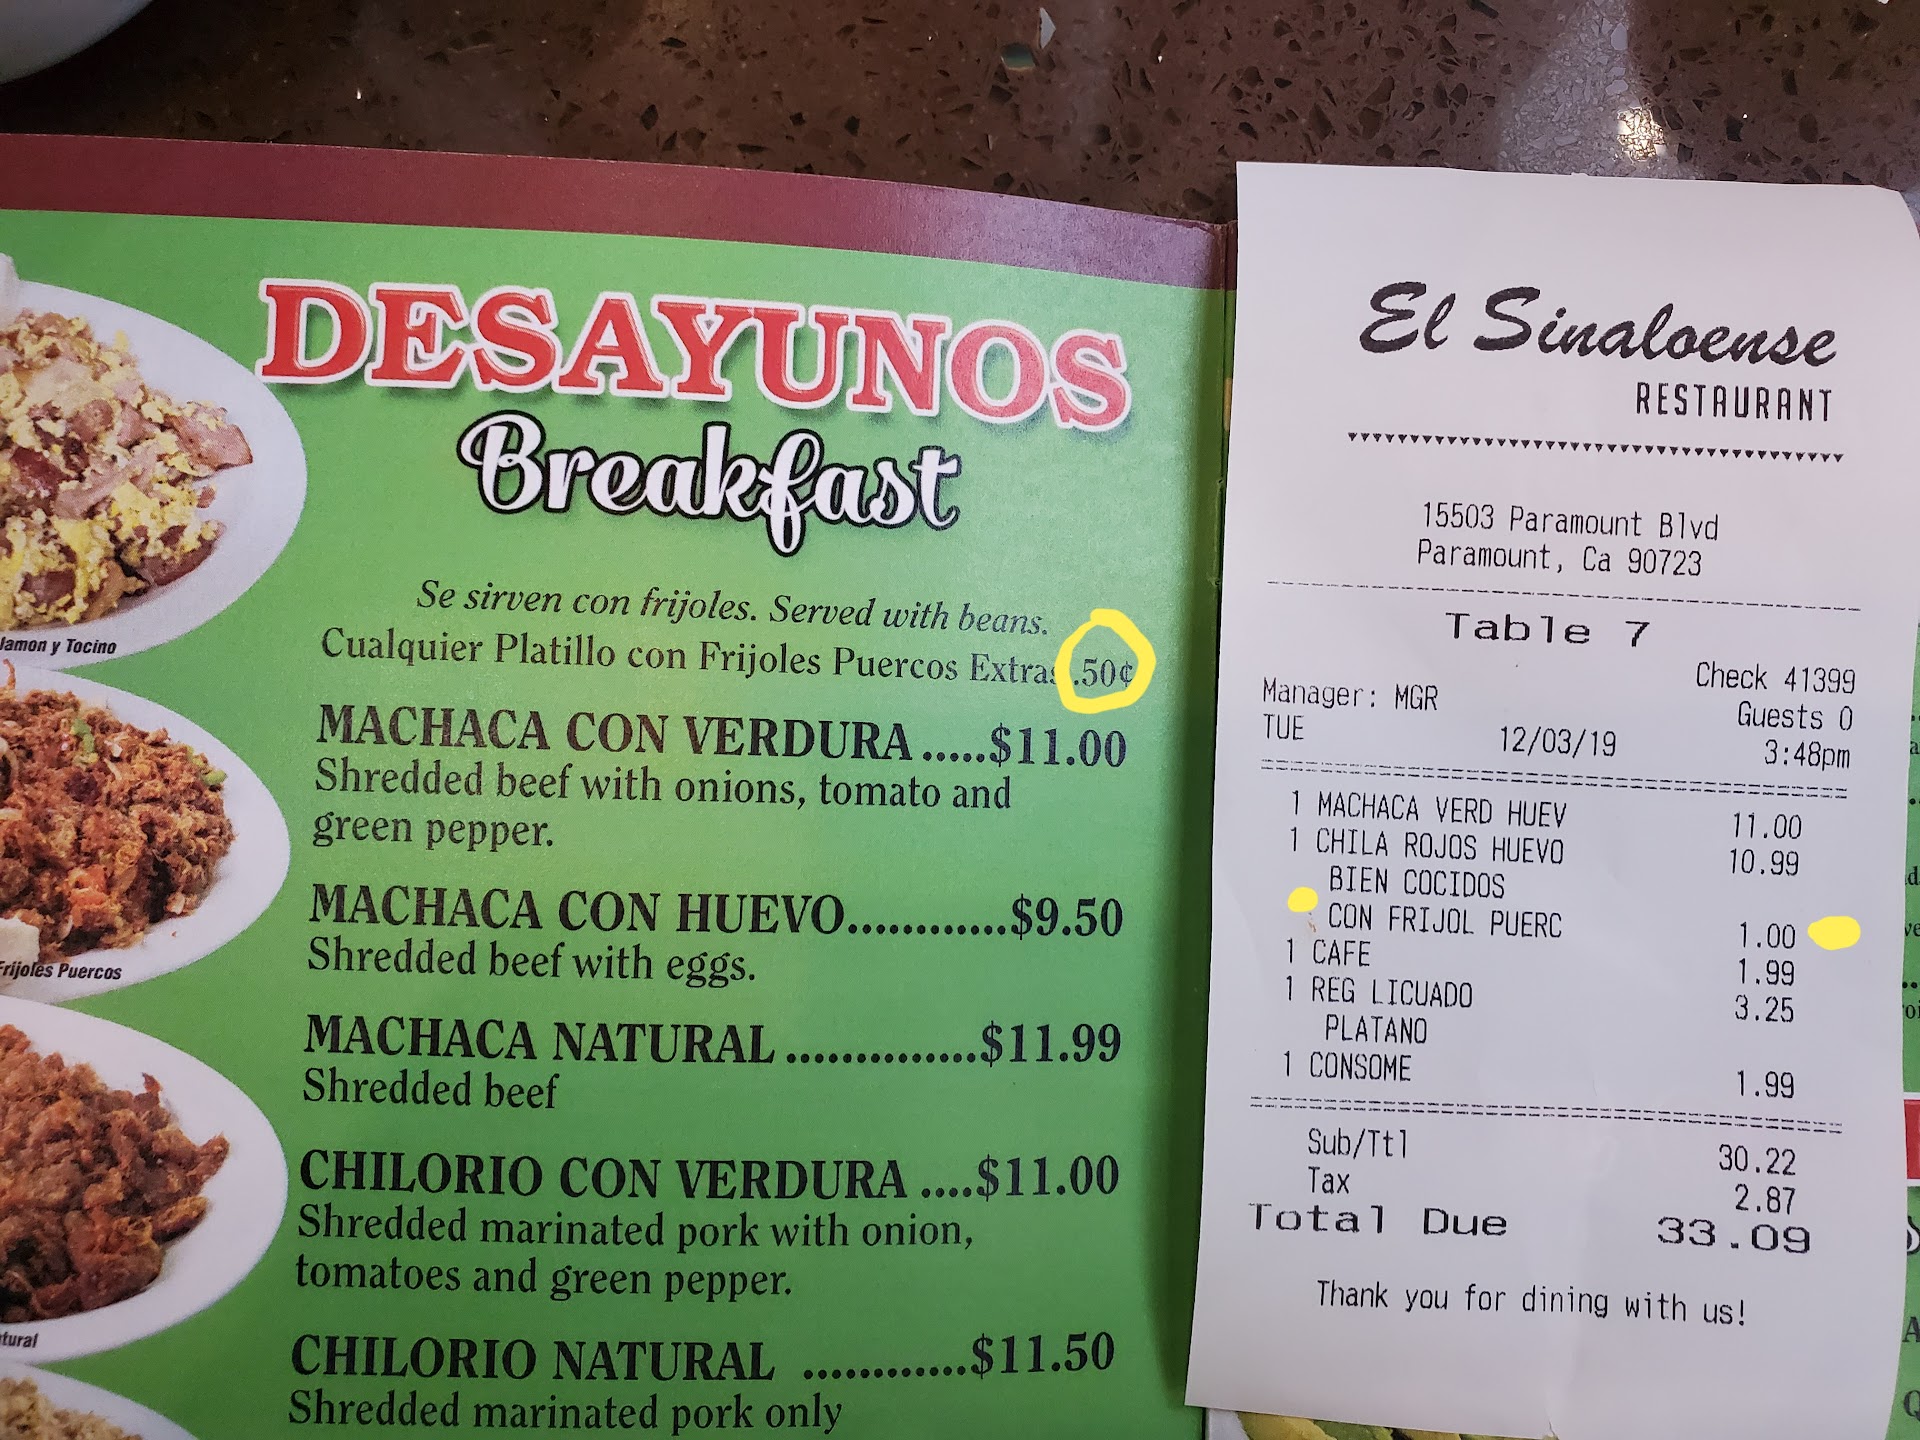 DESAYUNOS
Breakfast
Se sirven con frijoles. Served with beans.
Cualquier Platillo con Frijoles Puercos Extras .50¢
MACHACA CON VERDURA.....$11.00
Shredded beef with onions, tomato and
green pepper.
MACHACA CON HUEVO............$9.50
Shredded beef with eggs.
MACHACA NATURAL..............$11.99
Shredded beef
CHILORIO CON VERDURA ....$11.00
Shredded marinated pork with onion,
tomatoes and green pepper.
CHILORIO NATURAL ............$11.50
Shredded marinated pork only
Jamon y Tocino
Frijoles Puercos
El Sinaloense
RESTAURANT
15503 Paramount Blvd
Paramount, Ca 90723
Table 7
Check 41399
Manager: MGR Guests 0
TUE 12/03/19 3:48pm
1 MACHACA VERD HUEV 11.00
1 CHILA ROJOS HUEVO 10.99
BIEN COCIDOS
CON FRIJOL PUERC 1.00
1 CAFE 1.99
1 REG LICUADO 3.25
PLATANO
1 CONSOME 1.99
Sub/Ttl 30.22
Tax 2.87
Total Due 33.09
Thank you for dining with us!